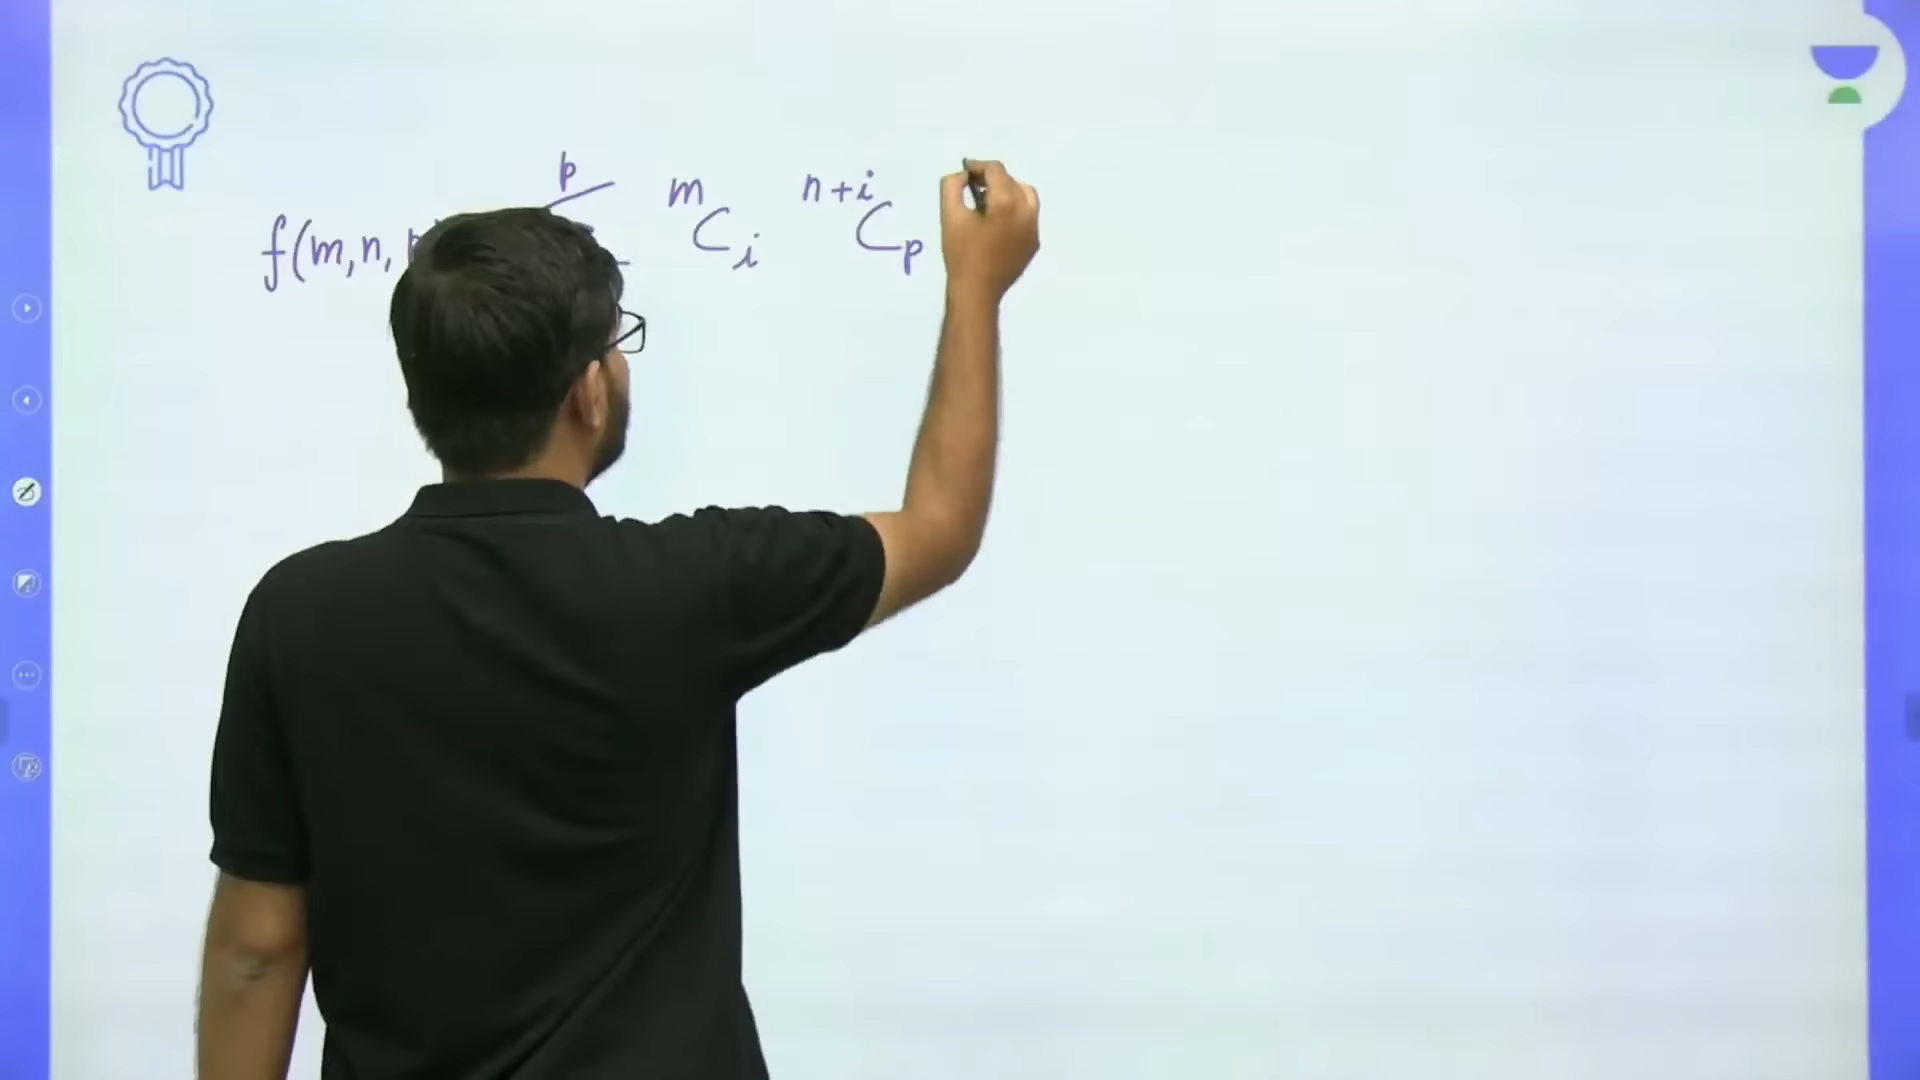 f(m,n, p Σ ᵐCᵢ ⁿ⁺ⁱCₚ